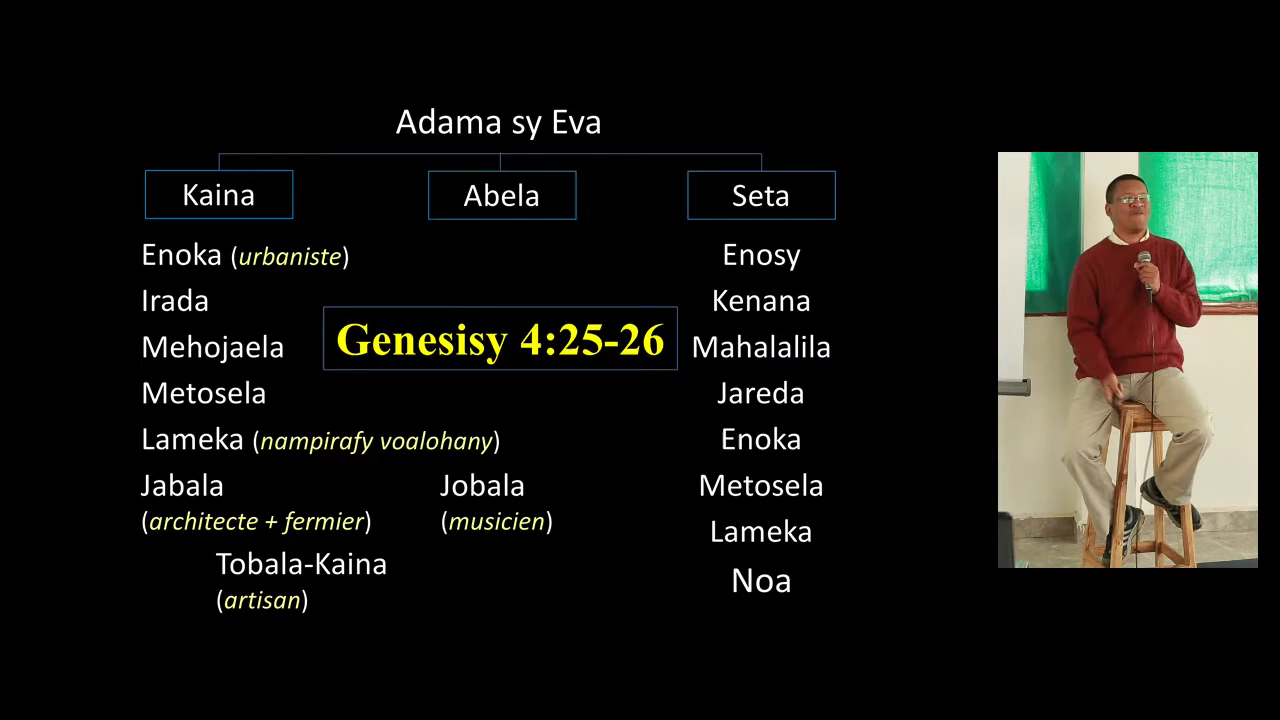 Adama sy Eva
Kaina
Abela
Seta
Enoka (urbaniste)
Irada
Mehojaela
Metosela
Lameka (nampirafy voalohany)
Jabala
(architecte + fermier)
Jobala
(musicien)
Tobala-Kaina
(artisan)
Genesisy 4:25-26
Enosy
Kenana
Mahalalila
Jareda
Enoka
Metosela
Lameka
Noa